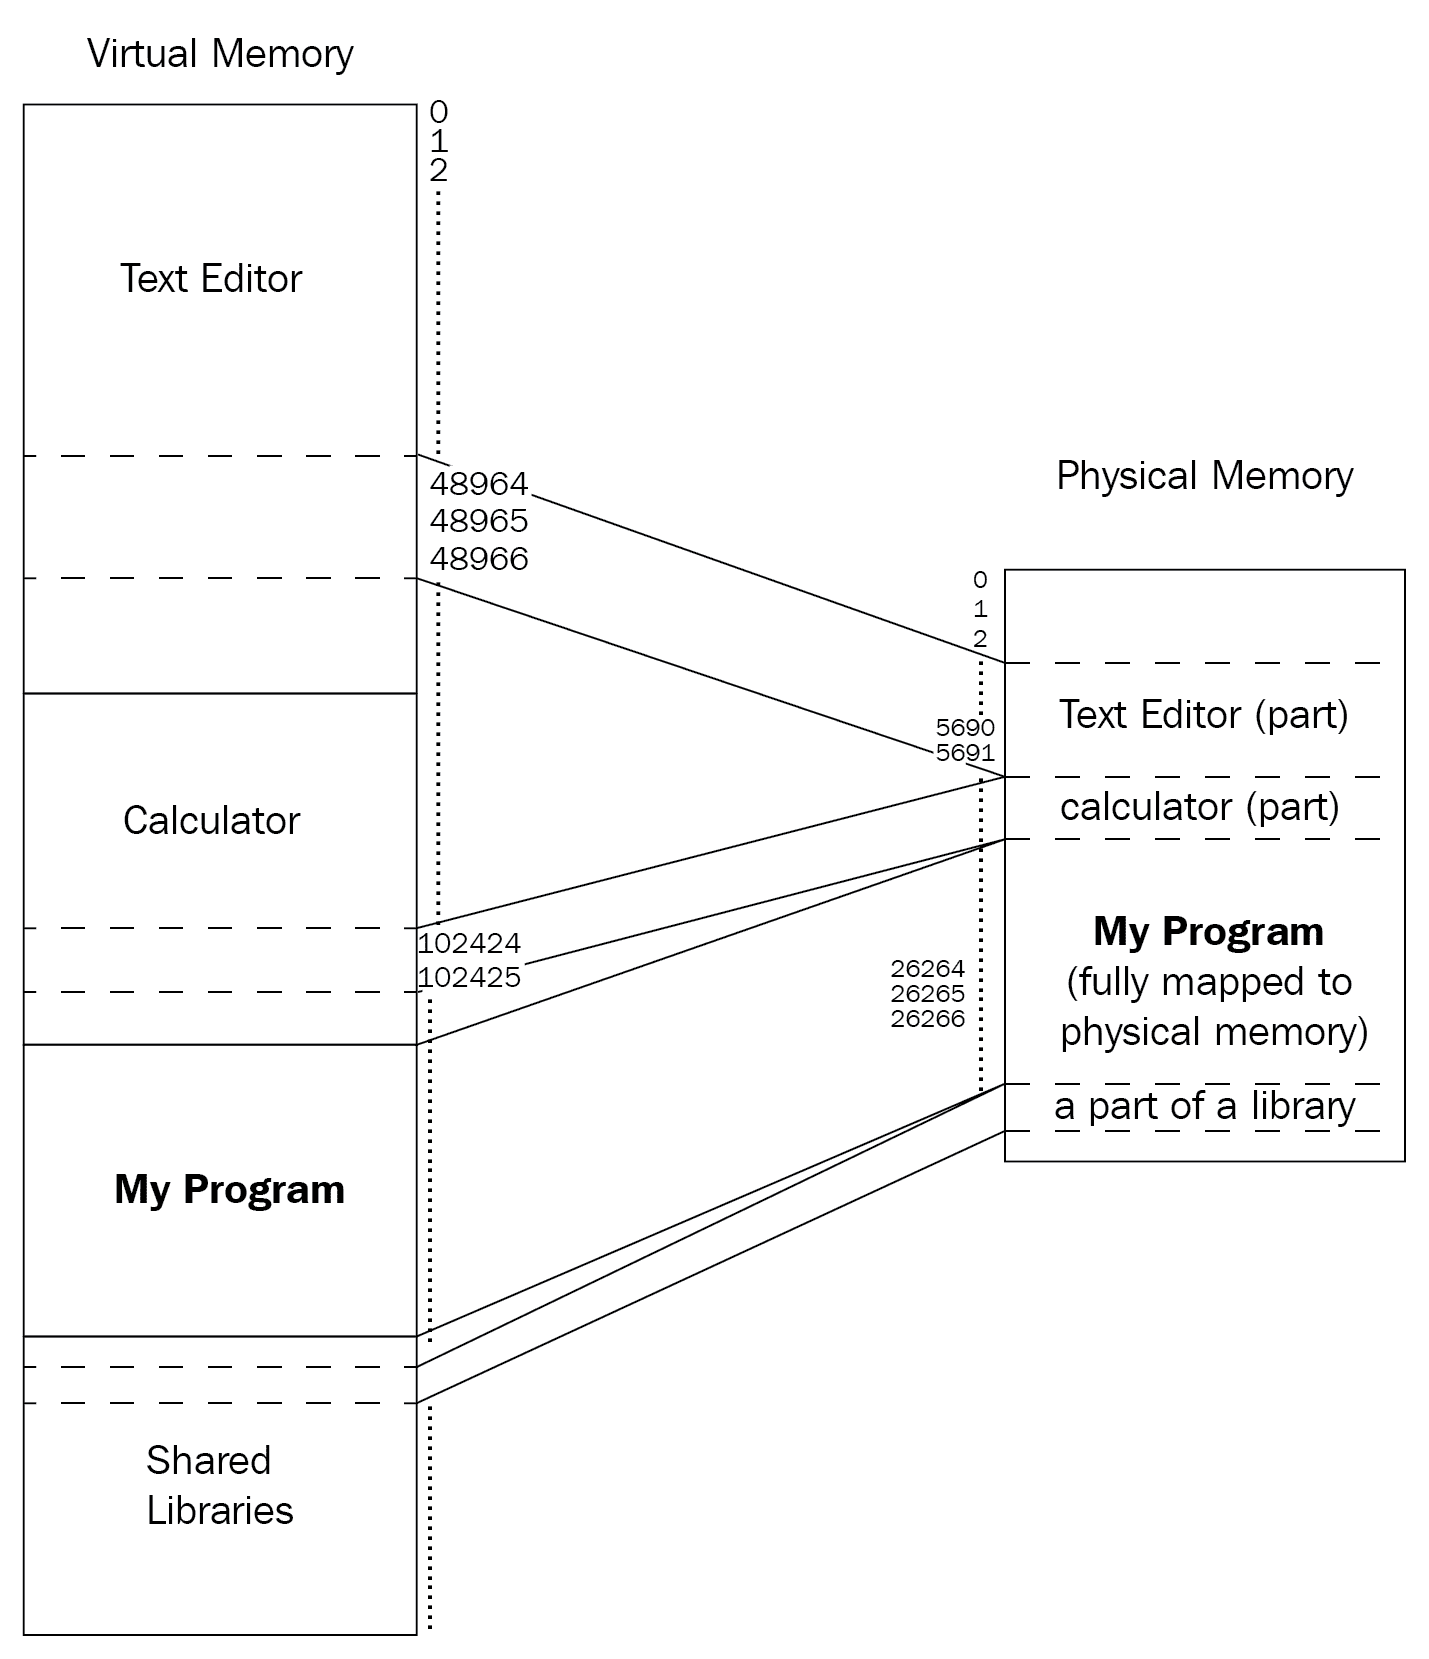 Virtual Memory
0
1
2
Text Editor
48964
48965
48966
Calculator
102424
102425
My Program
Shared
Libraries
Physical Memory
0
1
2
Text Editor (part)
5690
5691
calculator (part)
My Program
(fully mapped to
physical memory)
26264
26265
26266
a part of a library